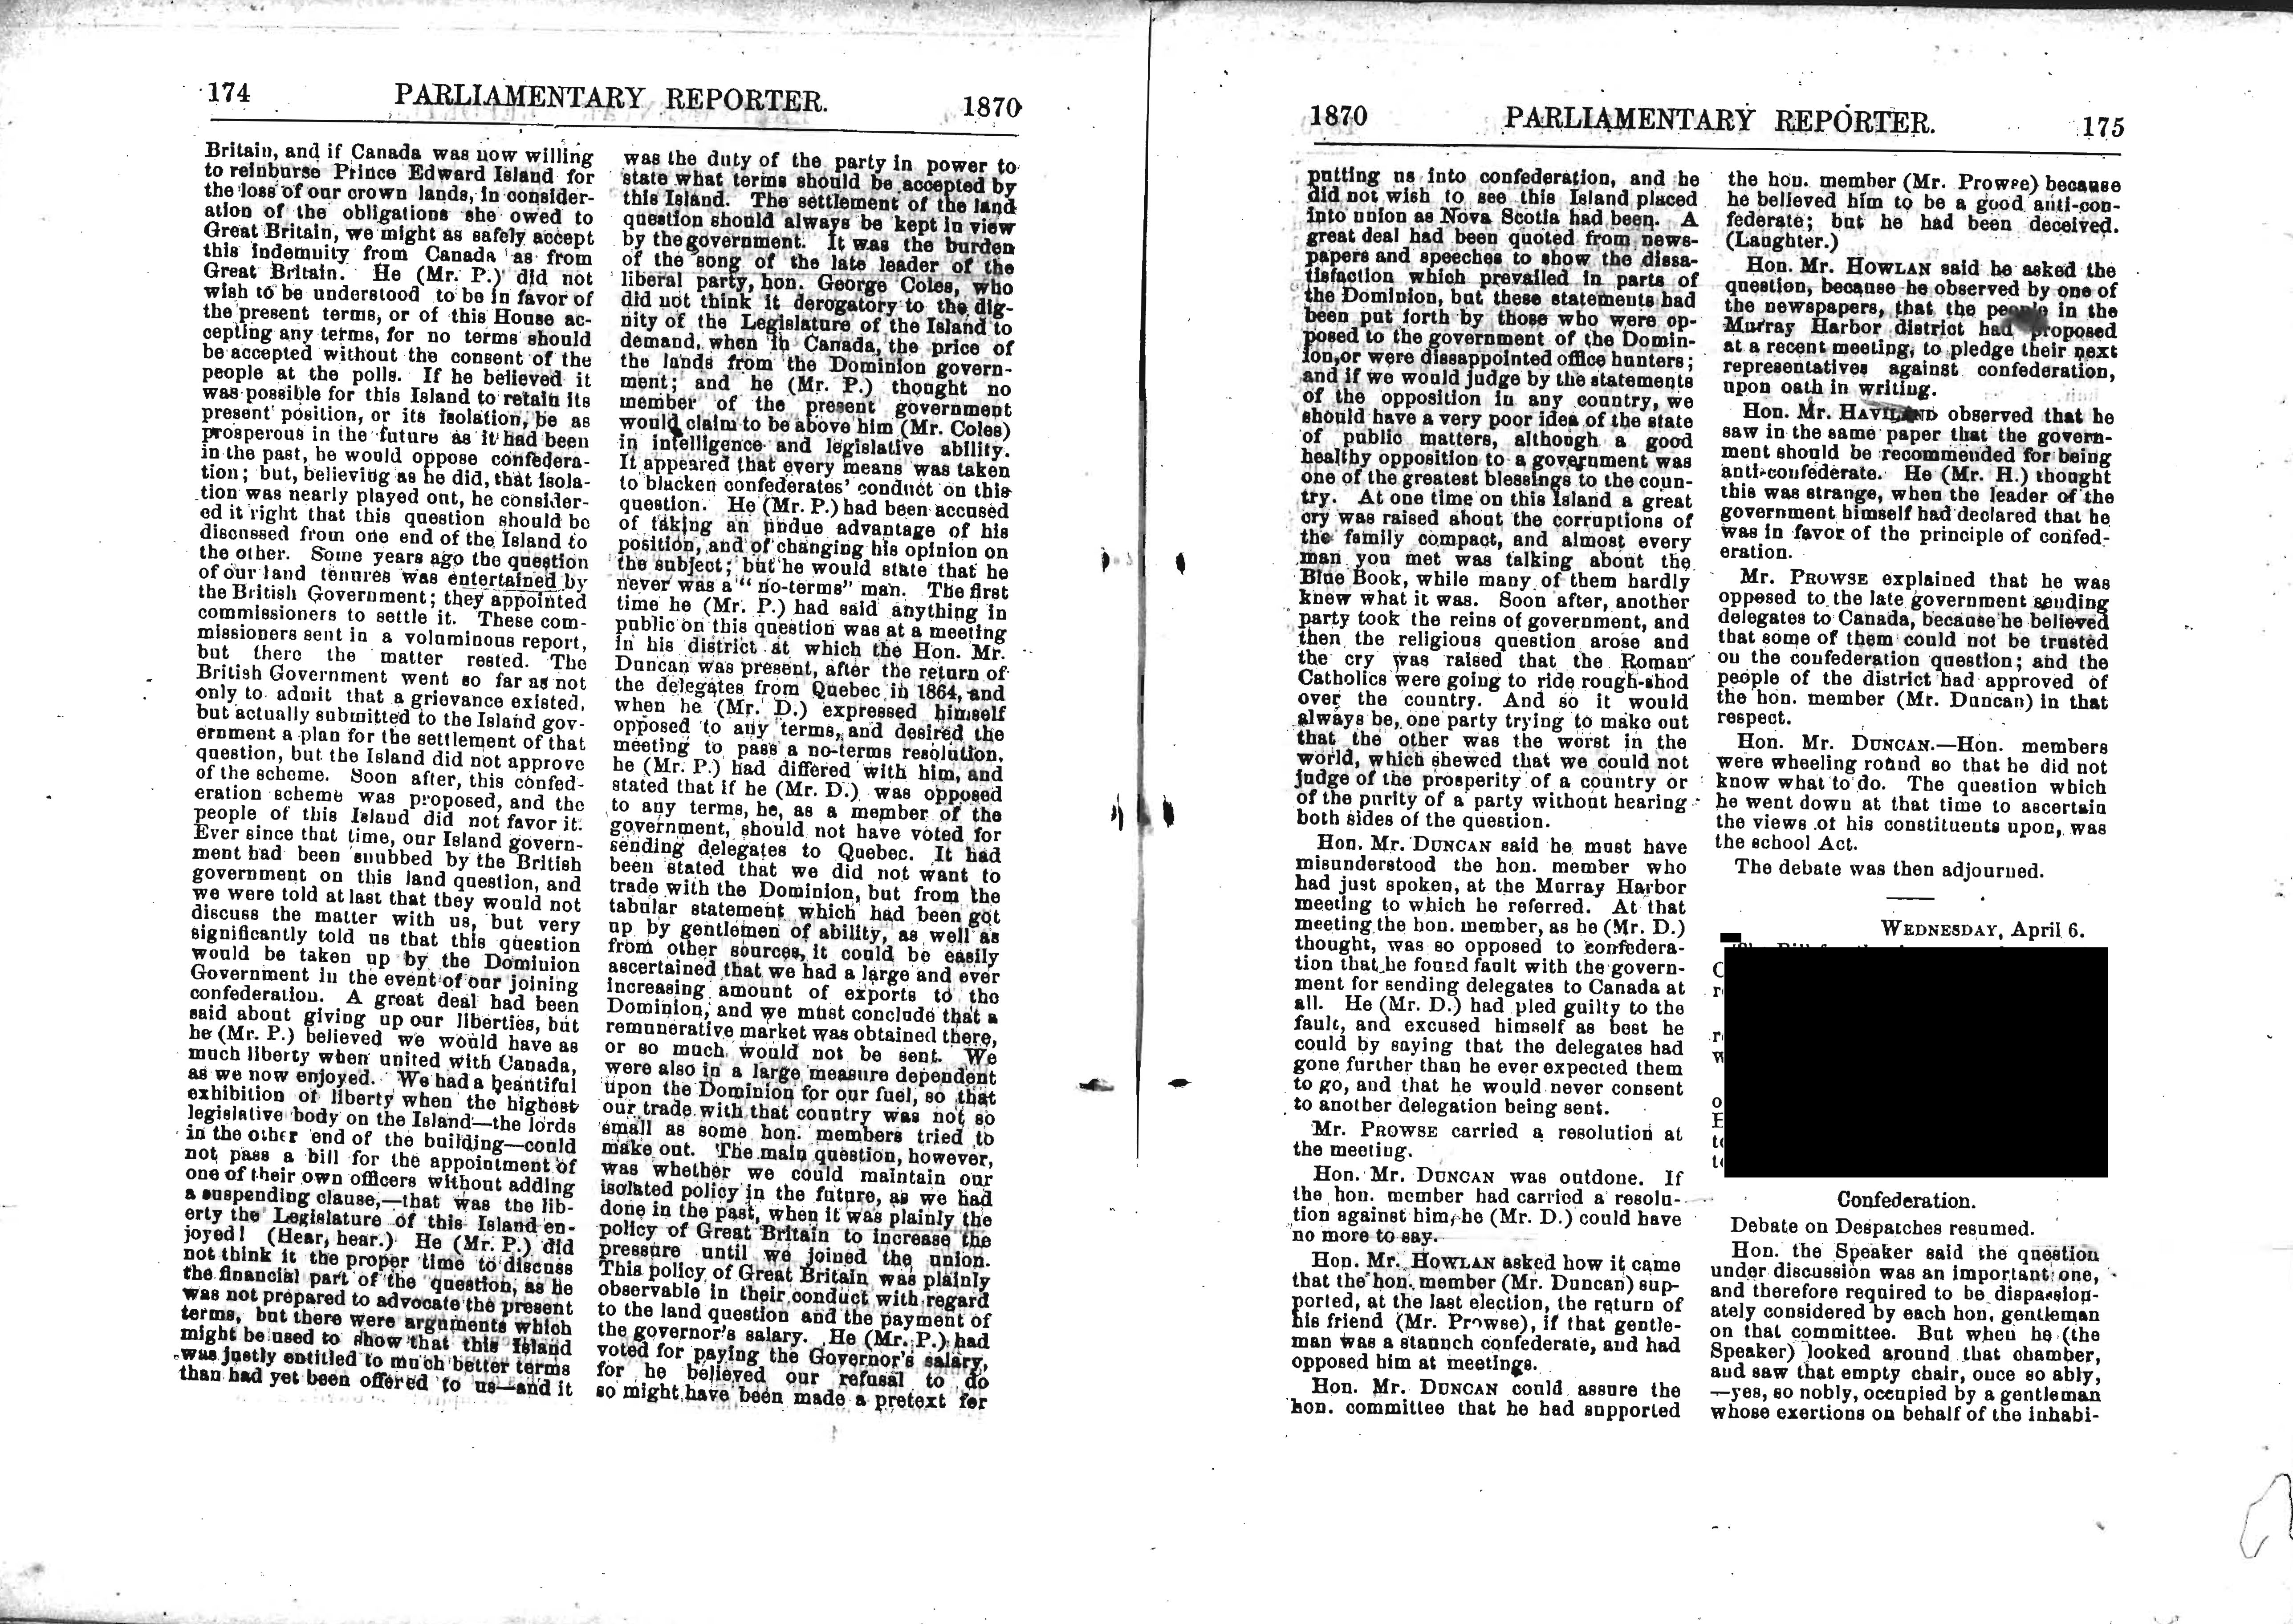 174 PARLIAMENTARY REPORTER. 1870
Britain, and if Canada was now willing
to reinburse Prince Edward Island for
the loss of our crown lands, in consider-
ation of the obligations she owed to
Great Britain, we might as safely accept
this indemuity from Canada as from
Great Britain. He (Mr. P.) did not
wish to be understood to be in favor of
the present terms, or of this House ac-
cepting any terms, for no terms should
be accepted without the consent of the
people at the polls. If he believed it
was possible for this Island to retain its
present position, or its isolation, be as
prosperous in the future as it had been
in the past, he would oppose confedera-
tion; but, believing as he did, that isola-
tion was nearly played out, he consider-
ed it right that this question should be
discussed from one end of the Island to
the other. Some years ago the question
of our land tenures was entertained by
the British Government; they appointed
commissioners to settle it. These com-
missioners sent in a voluminous report,
but there the matter rested. The
British Government went so far as not
only to admit that a grievance existed,
but actually submitted to the Island gov-
ernment a plan for the settlement of that
question, but the Island did not approve
of the scheme. Soon after, this confed-
eration scheme was proposed, and the
people of this Island did not favor it.
Ever since that time, our Island govern-
ment had been snubbed by the British
government on this land question, and
we were told at last that they would not
discuss the matter with us, but very
significantly told us that this question
would be taken up by the Dominion
Government in the event of our joining
confederation. A great deal had been
said about giving up our liberties, but
he (Mr. P.) believed we would have as
much liberty when united with Canada,
as we now enjoyed. We had a beautiful
exhibition of liberty when the highest
legislative body on the Island—the lords
in the other end of the building—could
not pass a bill for the appointment of
one of their own officers without adding
a suspending clause,—that was the lib-
erty the Legislature of this Island en-
joyed! (Hear, hear.) He (Mr. P.) did
not think it the proper time to discuss
the financial part of the question, as he
was not prepared to advocate the present
terms, but there were arguments which
might be used to show that this Island
was justly entitled to much better terms
than had yet been offered to us—and it
was the duty of the party in power to
state what terms should be accepted by
this Island. The settlement of the land
question should always be kept in view
by the government. It was the burden
of the song of the late leader of the
liberal party, hon. George Coles, who
did not think it derogatory to the dig-
nity of the Legislature of the Island to
demand, when in Canada, the price of
the lands from the Dominion govern-
ment; and he (Mr. P.) thought no
member of the present government
would claim to be above him (Mr. Coles)
in intelligence and legislative ability.
It appeared that every means was taken
to blacken confederates' conduct on this
question. He (Mr. P.) had been accused
of taking an undue advantage of his
position, and of changing his opinion on
the subject; but he would state that he
never was a "no-terms" man. The first
time he (Mr. P.) had said anything in
public on this question was at a meeting
in his district at which the Hon. Mr.
Duncan was present, after the return of
the delegates from Quebec in 1864, and
when he (Mr. D.) expressed himself
opposed to any terms, and desired the
meeting to pass a no-terms resolution,
he (Mr. P.) had differed with him, and
stated that if he (Mr. D.) was opposed
to any terms, he, as a member of the
government, should not have voted for
sending delegates to Quebec. It had
been stated that we did not want to
trade with the Dominion, but from the
tabular statement which had been got
up by gentlemen of ability, as well as
from other sources, it could be easily
ascertained that we had a large and ever
increasing amount of exports to the
Dominion, and we must conclude that a
remunerative market was obtained there,
or so much would not be sent. We
were also in a large measure dependent
upon the Dominion for our fuel, so that
our trade with that country was not so
small as some hon. members tried to
make out. The main question, however,
was whether we could maintain our
isolated policy in the future, as we had
done in the past, when it was plainly the
policy of Great Britain to increase the
pressure until we joined the union.
This policy of Great Britain was plainly
observable in their conduct with regard
to the land question and the payment of
the governor's salary. He (Mr. P.) had
voted for paying the Governor's salary,
for he believed our refusal to do
so might have been made a pretext for
1870 PARLIAMENTARY REPORTER. 175
putting us into confederation, and he
did not wish to see this Island placed
into union as Nova Scotia had been. A
great deal had been quoted from news-
papers and speeches to show the dissa-
tisfaction which prevailed in parts of
the Dominion, but these statements had
been put forth by those who were op-
posed to the government of the Domin-
ion, or were dissappointed office hunters;
and if we would judge by the statements
of the opposition in any country, we
should have a very poor idea of the state
of public matters, although a good
healthy opposition to a government was
one of the greatest blessings to the coun-
try. At one time on this Island a great
cry was raised about the corruptions of
the family compact, and almost every
man you met was talking about the
Blue Book, while many of them hardly
knew what it was. Soon after, another
party took the reins of government, and
then the religious question arose and
the cry was raised that the Roman
Catholics were going to ride rough-shod
over the country. And so it would
always be, one party trying to make out
that the other was the worst in the
world, which shewed that we could not
judge of the prosperity of a country or
of the purity of a party without hearing
both sides of the question.
Hon. Mr. DUNCAN said he must have
misunderstood the hon. member who
had just spoken, at the Murray Harbor
meeting to which he referred. At that
meeting the hon. member, as he (Mr. D.)
thought, was so opposed to confedera-
tion that he found fault with the govern-
ment for sending delegates to Canada at
all. He (Mr. D.) had pled guilty to the
fault, and excused himself as best he
could by saying that the delegates had
gone further than he ever expected them
to go, and that he would never consent
to another delegation being sent.
Mr. PROWSE carried a resolution at
the meeting.
Hon. Mr. DUNCAN was outdone. If
the hon. member had carried a resolu-
tion against him, he (Mr. D.) could have
no more to say.
Hon. Mr. HOWLAN asked how it came
that the hon. member (Mr. Duncan) sup-
ported, at the last election, the return of
his friend (Mr. Prowse), if that gentle-
man was a staunch confederate, and had
opposed him at meetings.
Hon. Mr. DUNCAN could assure the
hon. committee that he had supported
the hon. member (Mr. Prowse) because
he believed him to be a good anti-con-
federate; but he had been deceived.
(Laughter.)
Hon. Mr. HOWLAN said he asked the
question, because he observed by one of
the newspapers, that the people in the
Murray Harbor district had proposed
at a recent meeting, to pledge their next
representatives against confederation,
upon oath in writing.
Hon. Mr. HAVILAND observed that he
saw in the same paper that the govern-
ment should be recommended for being
anti-confederate. He (Mr. H.) thought
this was strange, when the leader of the
government himself had declared that he
was in favor of the principle of confed-
eration.
Mr. PROWSE explained that he was
opposed to the late government sending
delegates to Canada, because he believed
that some of them could not be trusted
on the confederation question; and the
people of the district had approved of
the hon. member (Mr. Duncan) in that
respect.
Hon. Mr. DUNCAN.—Hon. members
were wheeling round so that he did not
know what to do. The question which
he went down at that time to ascertain
the views of his constituents upon, was
the school Act.
The debate was then adjourned.
WEDNESDAY, April 6.
Confederation.
Debate on Despatches resumed.
Hon. the Speaker said the question
under discussion was an important one,
and therefore required to be dispassion-
ately considered by each hon. gentleman
on that committee. But when he (the
Speaker) looked around that chamber,
and saw that empty chair, once so ably,
—yes, so nobly, occupied by a gentleman
whose exertions on behalf of the inhabi-